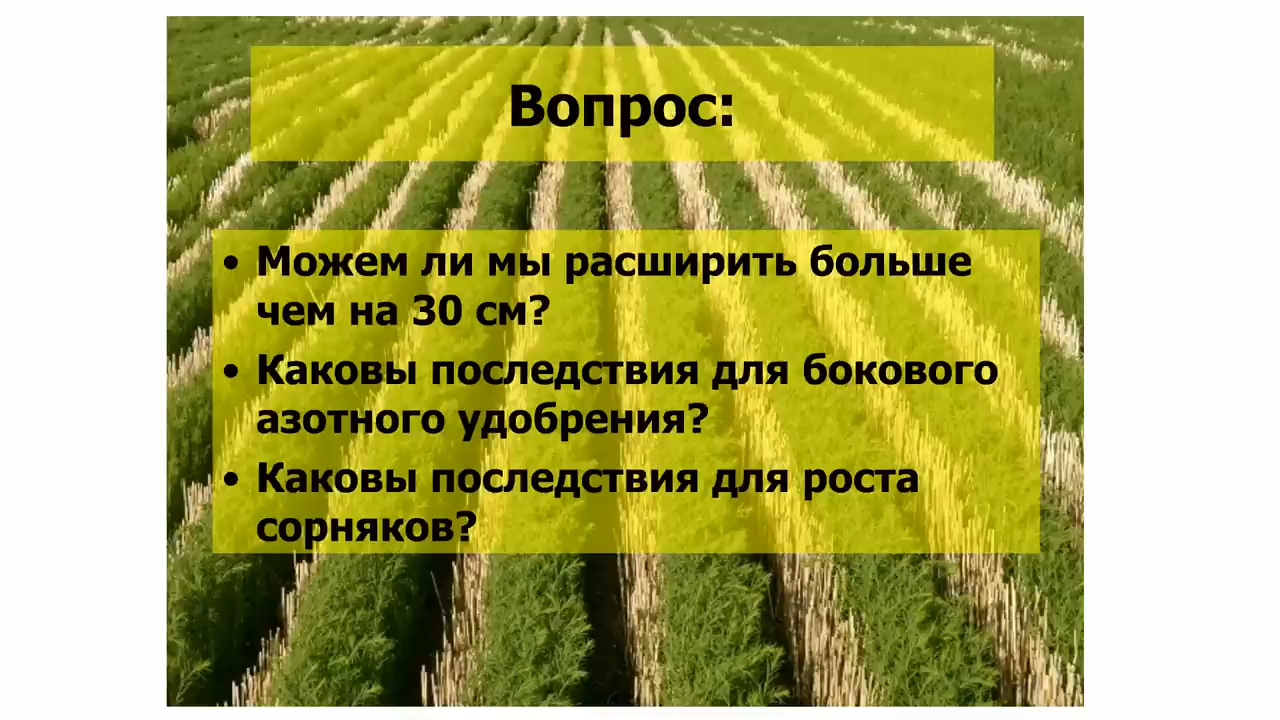 Вопрос:
• Можем ли мы расширить больше
чем на 30 см?
• Каковы последствия для бокового
азотного удобрения?
• Каковы последствия для роста
сорняков?